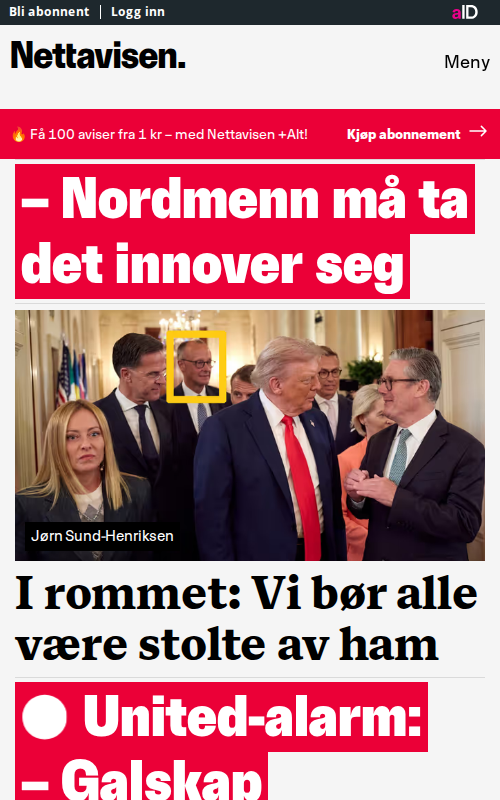 Bli abonnent
Logg inn
aID
Nettavisen.
Meny
🔥 Få 100 aviser fra 1 kr – med Nettavisen +Alt!
Kjøp abonnement →
– Nordmenn må ta
det innover seg
Jørn Sund-Henriksen
I rommet: Vi bør alle
være stolte av ham
United-alarm:
– Galskap